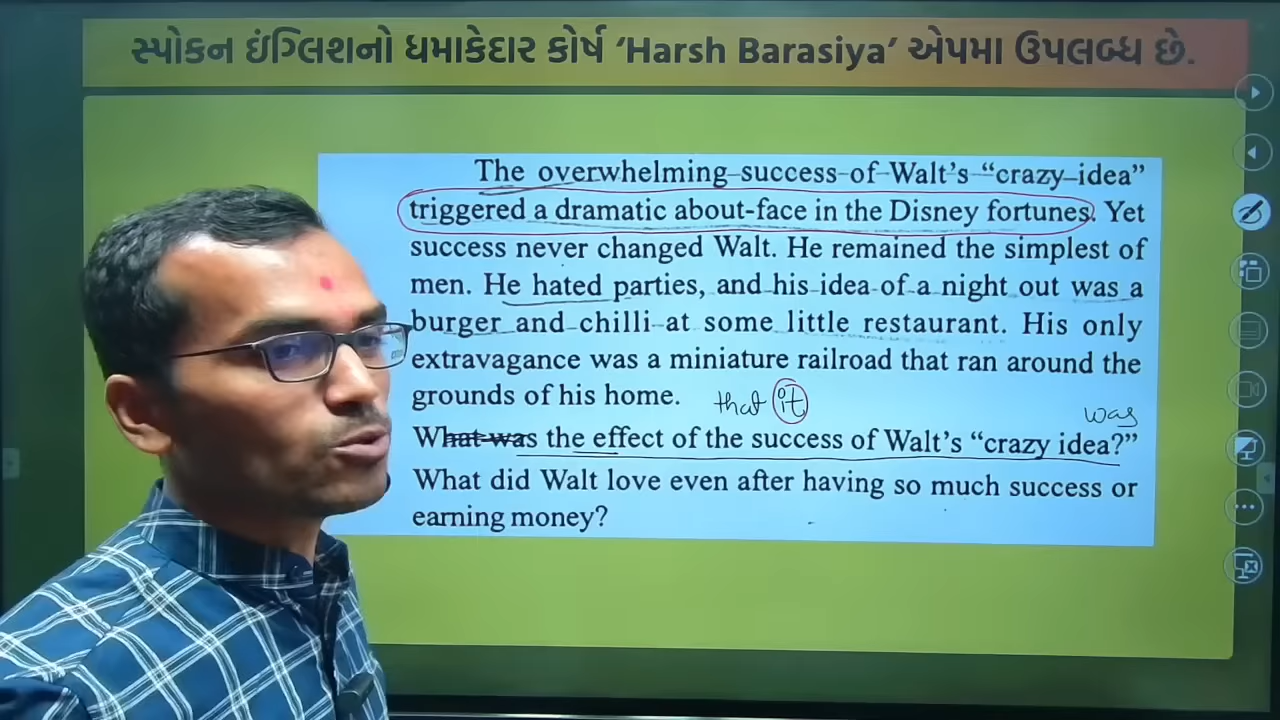 સ્પોકન ઇંગ્લિશનો ધમાકેદાર કોર્ષ ‘Harsh Barasiya’ એપમા ઉપલબ્ધ છે.
The overwhelming success of Walt’s “crazy idea”
triggered a dramatic about-face in the Disney fortunes. Yet
success never changed Walt. He remained the simplest of
men. He hated parties, and his idea of a night out was a
burger and chilli at some little restaurant. His only
extravagance was a miniature railroad that ran around the
grounds of his home.
that it
was
What was the effect of the success of Walt’s “crazy idea?”
What did Walt love even after having so much success or
earning money?